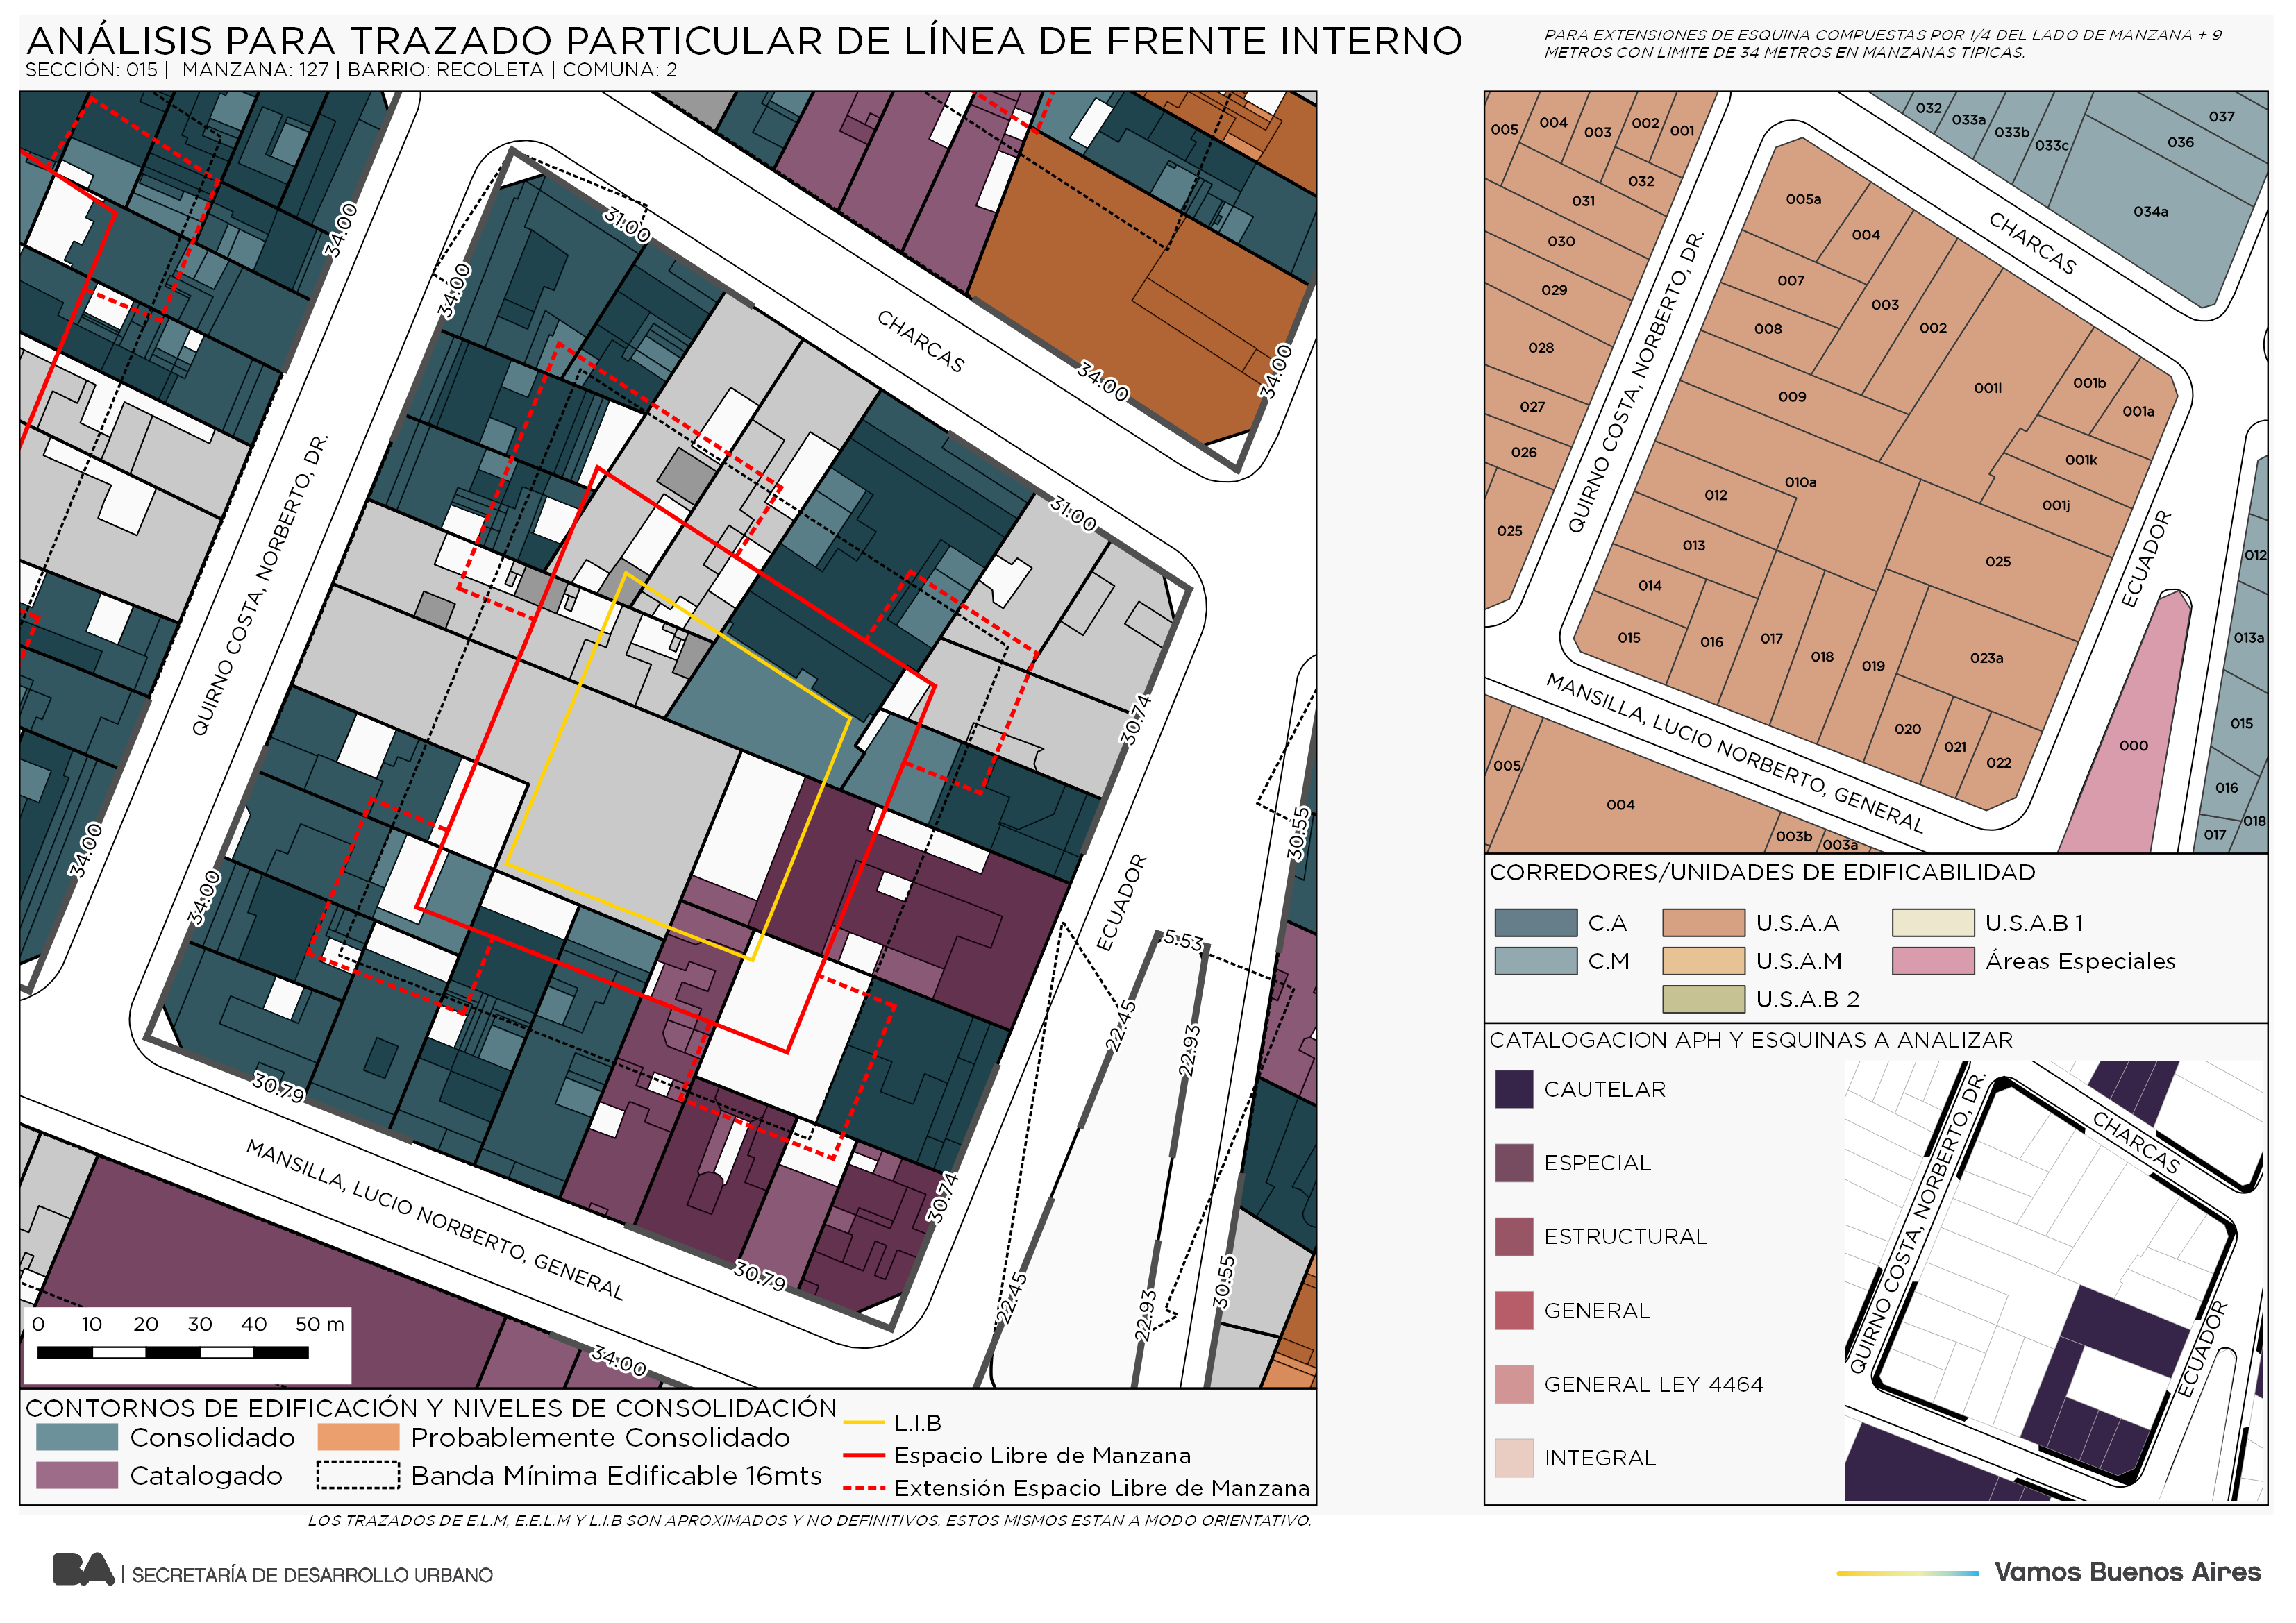 ANÁLISIS PARA TRAZADO PARTICULAR DE LÍNEA DE FRENTE INTERNO
SECCIÓN: 015 | MANZANA: 127 | BARRIO: RECOLETA | COMUNA: 2
PARA EXTENSIONES DE ESQUINA COMPUESTAS POR 1/4 DEL LADO DE MANZANA + 9
METROS CON LIMITE DE 34 METROS EN MANZANAS TIPICAS.
34.00
31.00
34.00
CHARCAS
34.00
34.00
QUIRNO COSTA, NORBERTO, DR.
31.00
30.74
30.55
34.00
34.00
ECUADOR
5.53
22.45
22.93
30.79
MANSILLA, LUCIO NORBERTO, GENERAL
30.74
30.79
22.45
22.93
30.55
34.00
0 10 20 30 40 50 m
CONTORNOS DE EDIFICACIÓN Y NIVELES DE CONSOLIDACIÓN
Consolidado
Probablemente Consolidado
Catalogado
Banda Mínima Edificable 16mts
L.I.B
Espacio Libre de Manzana
Extensión Espacio Libre de Manzana
LOS TRAZADOS DE E.L.M, E.E.L.M Y L.I.B SON APROXIMADOS Y NO DEFINITIVOS. ESTOS MISMOS ESTAN A MODO ORIENTATIVO.
005
004
003
002
001
032
031
030
029
028
027
026
025
032
033a
033b
033c
037
036
034a
CHARCAS
005a
004
007
003
008
002
009
001l
001b
001a
001k
001j
010a
012
013
014
015
016
017
018
019
025
023a
020
021
022
QUIRNO COSTA, NORBERTO, DR.
ECUADOR
MANSILLA, LUCIO NORBERTO, GENERAL
005
004
003b
003a
000
012
013a
015
016
017
018
CORREDORES/UNIDADES DE EDIFICABILIDAD
C.A
U.S.A.A
U.S.A.B 1
C.M
U.S.A.M
Áreas Especiales
U.S.A.B 2
CATALOGACION APH Y ESQUINAS A ANALIZAR
CAUTELAR
ESPECIAL
ESTRUCTURAL
GENERAL
GENERAL LEY 4464
INTEGRAL
QUIRNO COSTA, NORBERTO, DR.
CHARCAS
ECUADOR
BA | SECRETARÍA DE DESARROLLO URBANO
Vamos Buenos Aires